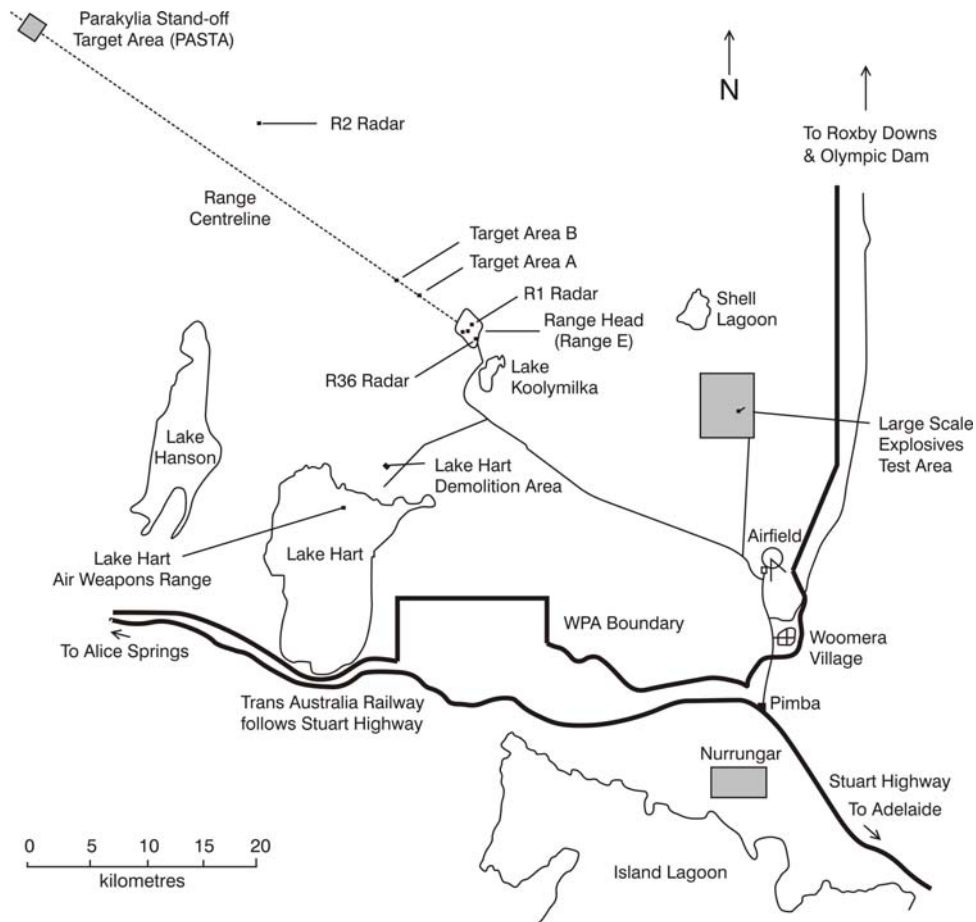 Parakylia Stand-off
Target Area (PASTA)
R2 Radar
N
To Roxby Downs
& Olympic Dam
Range
Centreline
Target Area B
Target Area A
R1 Radar
Range Head
(Range E)
Shell
Lagoon
R36 Radar
Lake
Koolymilka
Large Scale
Explosives
Test Area
Lake
Hanson
Lake Hart
Demolition Area
Airfield
Lake Hart
Air Weapons Range
Lake Hart
WPA Boundary
Woomera
Village
To Alice Springs
Trans Australia Railway
follows Stuart Highway
Pimba
Nurrungar
Stuart Highway
To Adelaide
0 5 10 15 20
kilometres
Island Lagoon